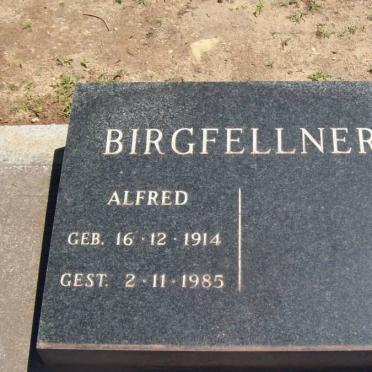 BIRGFELLNER
ALFRED
GEB. 16·12·1914
GEST. 2·11·1985